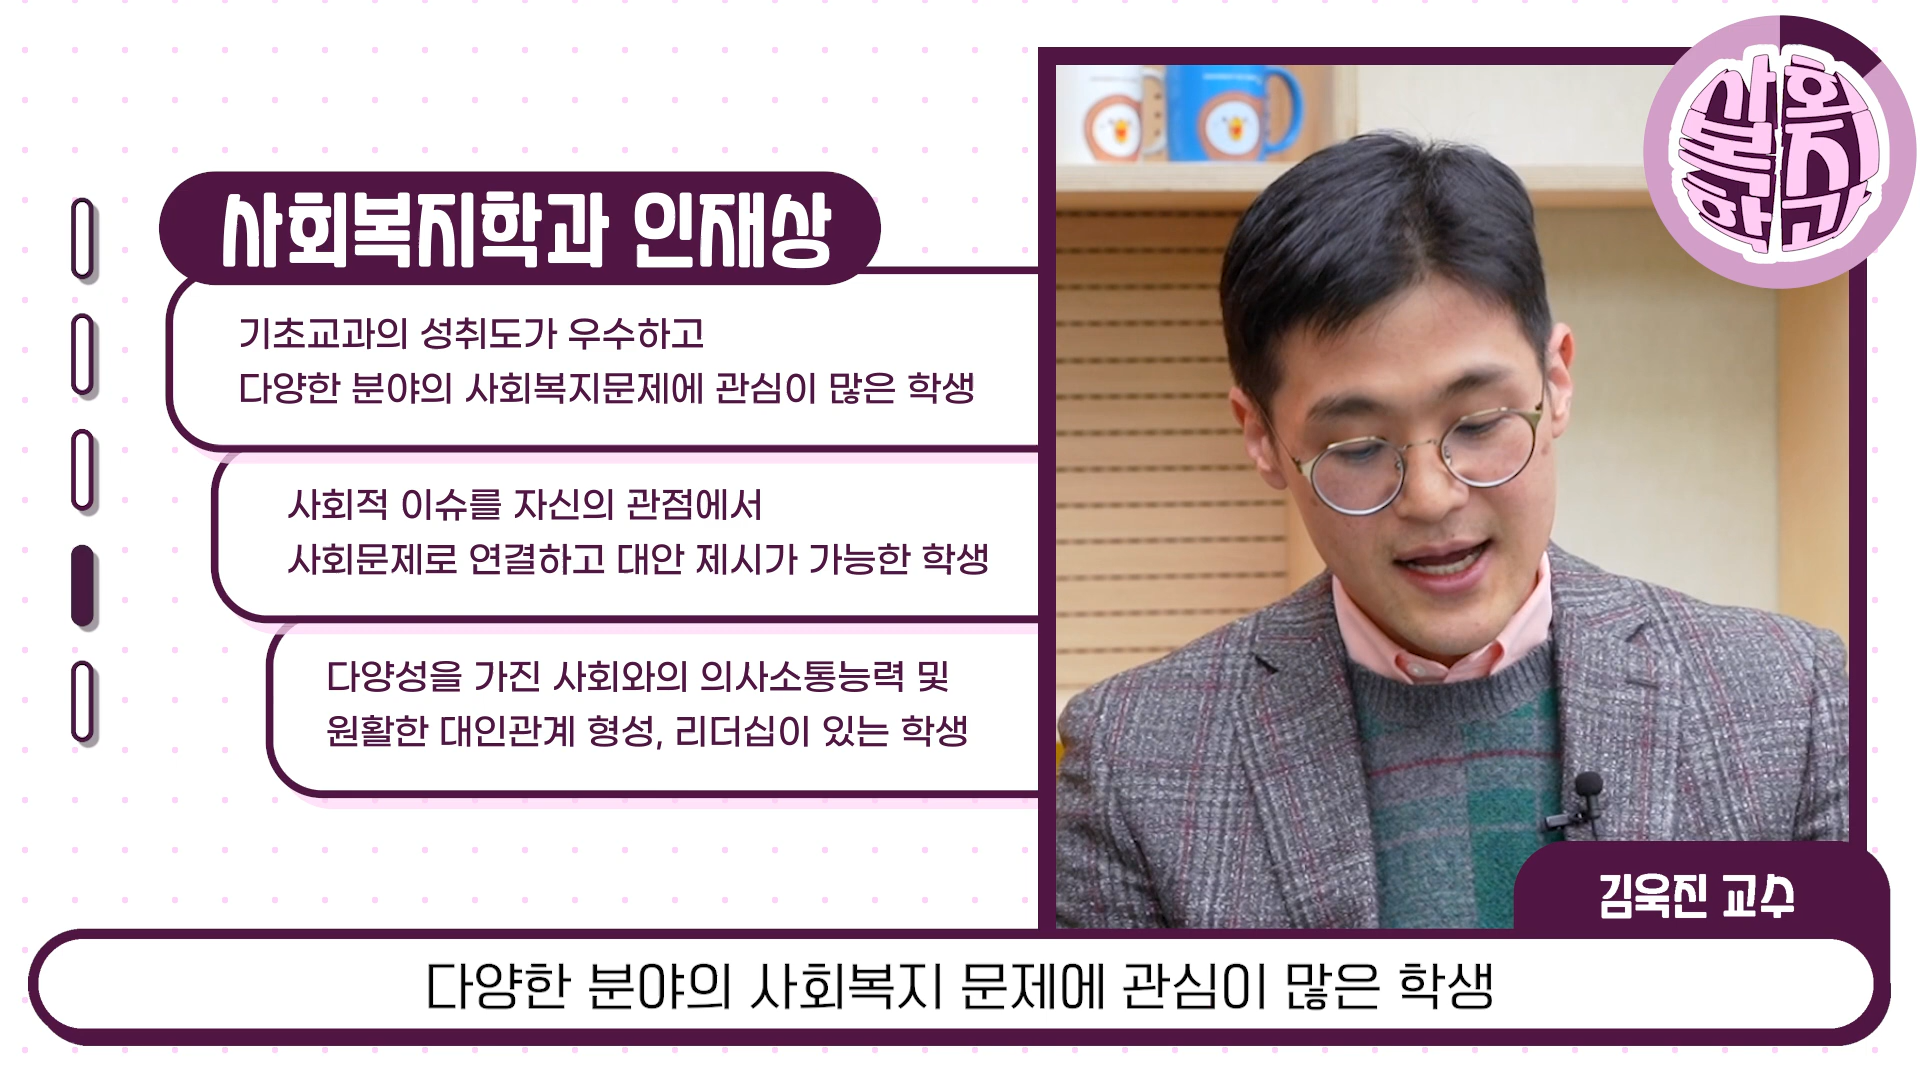 사회복지학과 인재상
기초교과의 성취도가 우수하고
다양한 분야의 사회복지문제에 관심이 많은 학생
사회적 이슈를 자신의 관점에서
사회문제로 연결하고 대안 제시가 가능한 학생
다양성을 가진 사회와의 의사소통능력 및
원활한 대인관계 형성, 리더십이 있는 학생
사회
복지
학과
김욱진 교수
다양한 분야의 사회복지 문제에 관심이 많은 학생